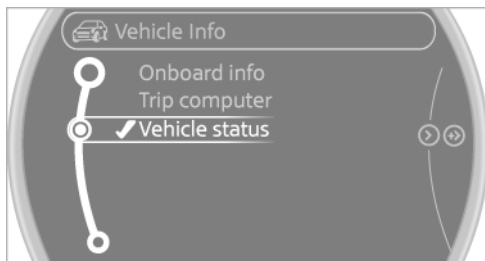 Vehicle Info
Onboard info
Trip computer
Vehicle status